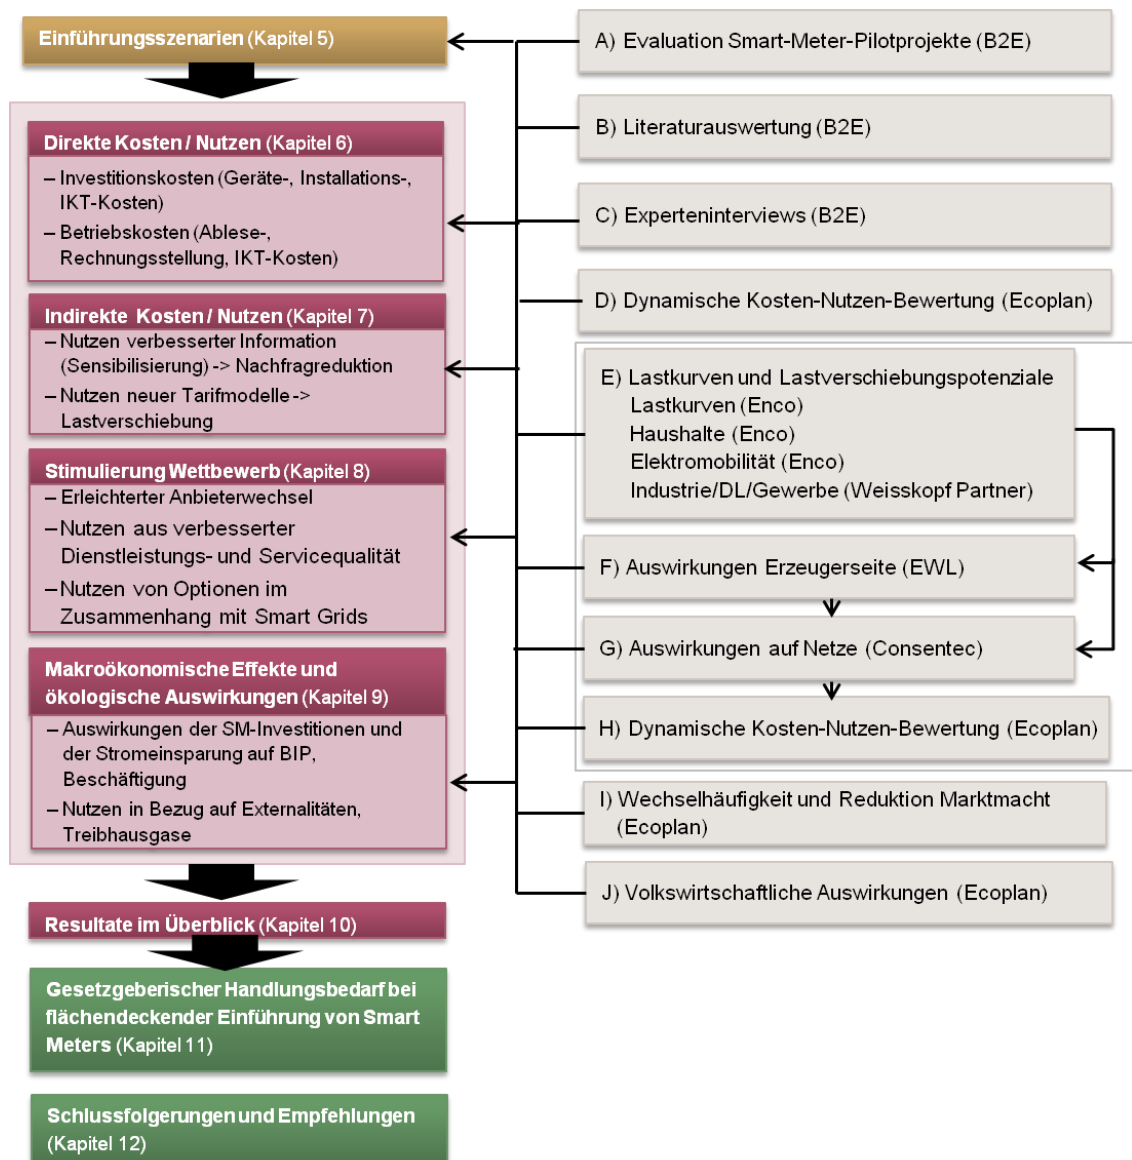 Einführungsszenarien (Kapitel 5)
Direkte Kosten / Nutzen (Kapitel 6)
– Investitionskosten (Geräte-, Installations-,
IKT-Kosten)
– Betriebskosten (Ablese-,
Rechnungsstellung, IKT-Kosten)
Indirekte Kosten / Nutzen (Kapitel 7)
– Nutzen verbesserter Information
(Sensibilisierung) -> Nachfragreduktion
– Nutzen neuer Tarifmodelle ->
Lastverschiebung
Stimulierung Wettbewerb (Kapitel 8)
– Erleichterter Anbieterwechsel
– Nutzen aus verbesserter
Dienstleistungs- und Servicequalität
– Nutzen von Optionen im
Zusammenhang mit Smart Grids
Makroökonomische Effekte und
ökologische Auswirkungen (Kapitel 9)
– Auswirkungen der SM-Investitionen und
der Stromeinsparung auf BIP,
Beschäftigung
– Nutzen in Bezug auf Externalitäten,
Treibhausgase
Resultate im Überblick (Kapitel 10)
Gesetzgeberischer Handlungsbedarf bei
flächendeckender Einführung von Smart
Meters (Kapitel 11)
Schlussfolgerungen und Empfehlungen
(Kapitel 12)
A) Evaluation Smart-Meter-Pilotprojekte (B2E)
B) Literaturauswertung (B2E)
C) Experteninterviews (B2E)
D) Dynamische Kosten-Nutzen-Bewertung (Ecoplan)
E) Lastkurven und Lastverschiebungspotenziale
Lastkurven (Enco)
Haushalte (Enco)
Elektromobilität (Enco)
Industrie/DL/Gewerbe (Weisskopf Partner)
F) Auswirkungen Erzeugerseite (EWL)
G) Auswirkungen auf Netze (Consentec)
H) Dynamische Kosten-Nutzen-Bewertung (Ecoplan)
I) Wechselhäufigkeit und Reduktion Marktmacht
(Ecoplan)
J) Volkswirtschaftliche Auswirkungen (Ecoplan)